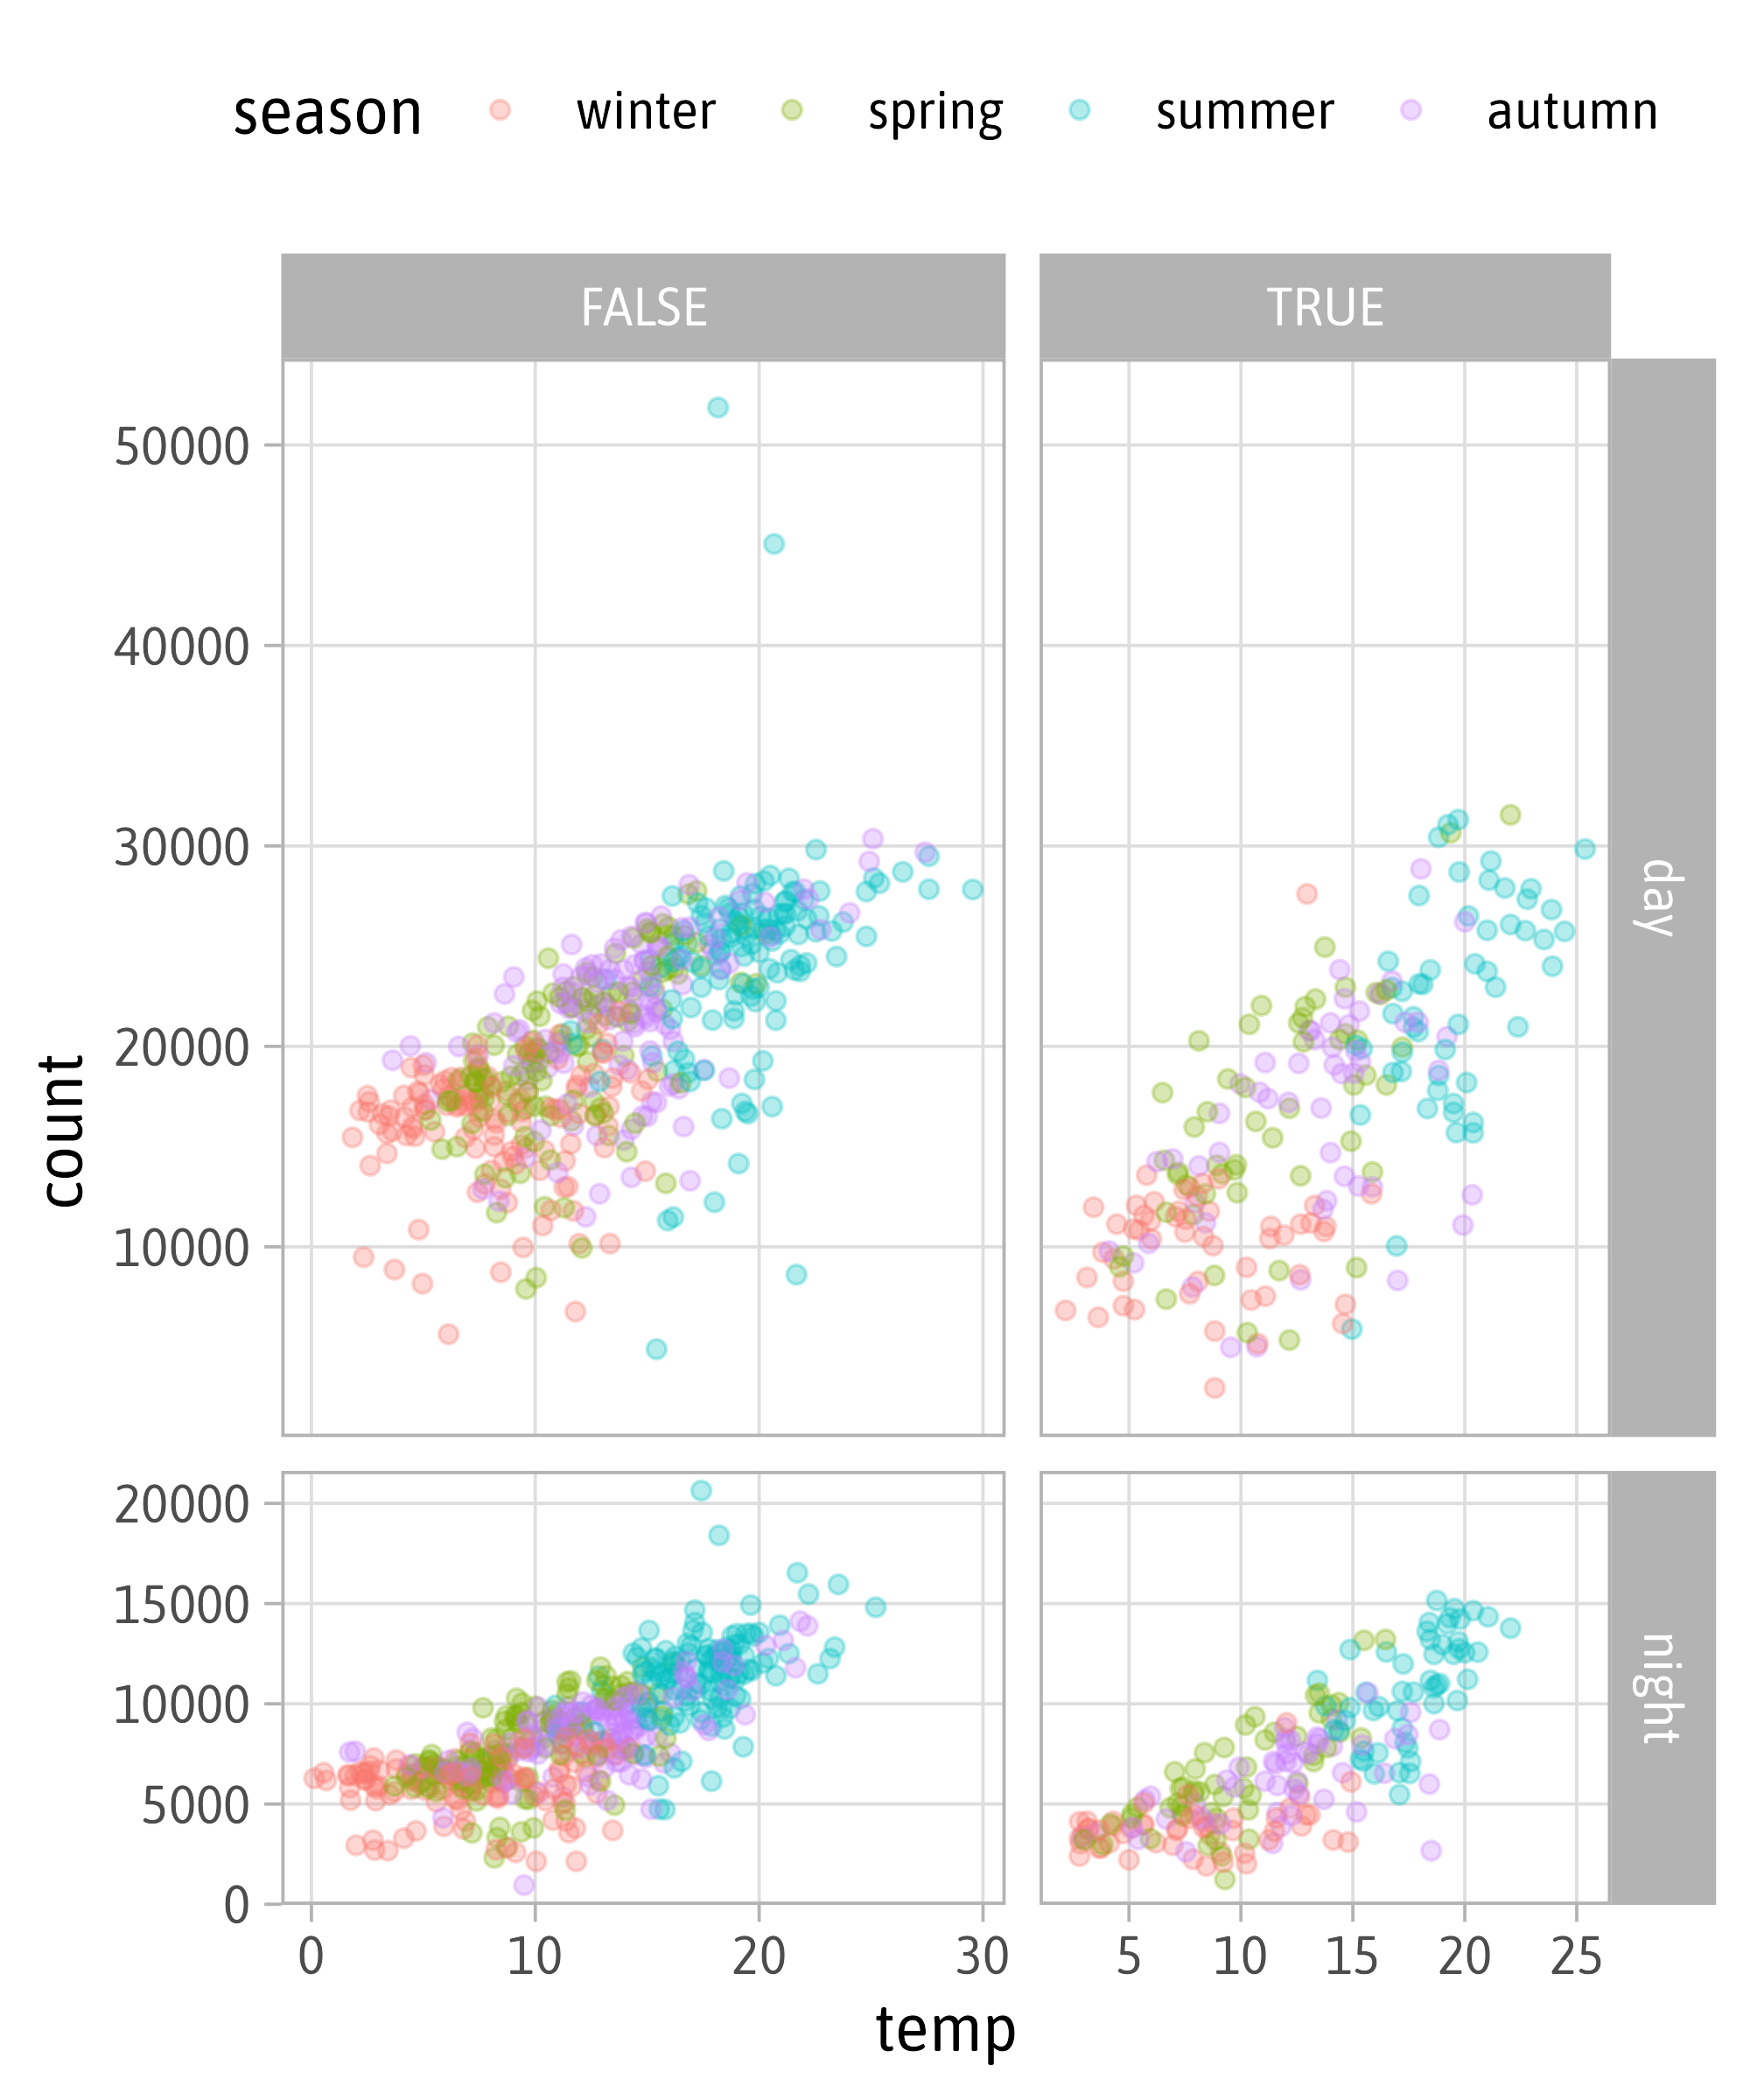 season winter spring summer autumn
FALSE TRUE
50000
40000
30000
20000
10000
day
count
20000
15000
10000
5000
0
night
0 10 20 30 5 10 15 20 25
temp